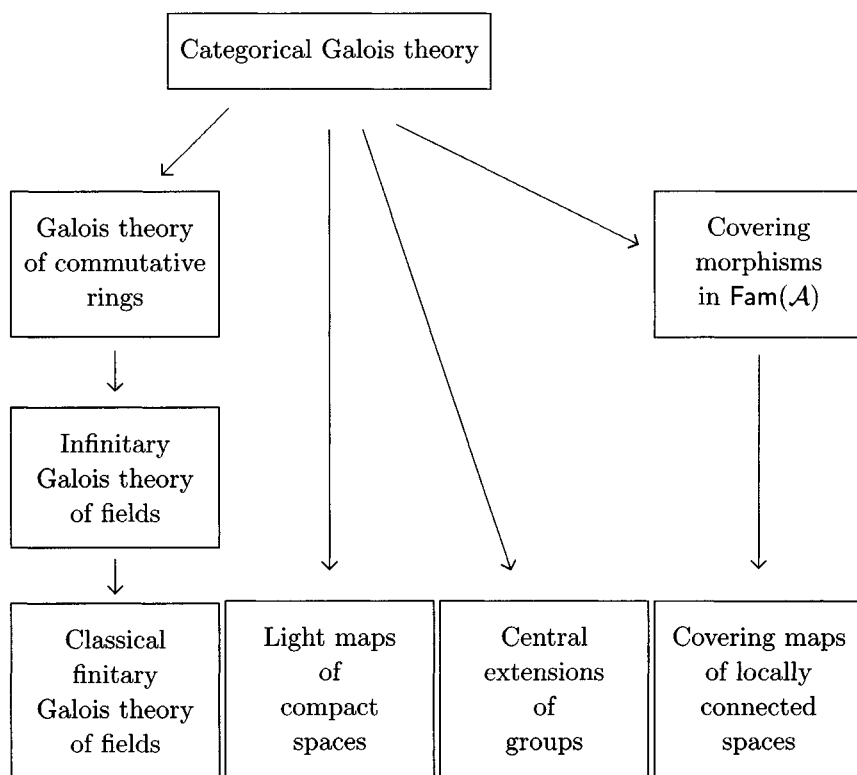 Categorical Galois theory
Galois theory
of commutative
rings
Covering
morphisms
in Fam(𝒜)
Infinitary
Galois theory
of fields
Classical
finitary
Galois theory
of fields
Light maps
of
compact
spaces
Central
extensions
of
groups
Covering maps
of locally
connected
spaces